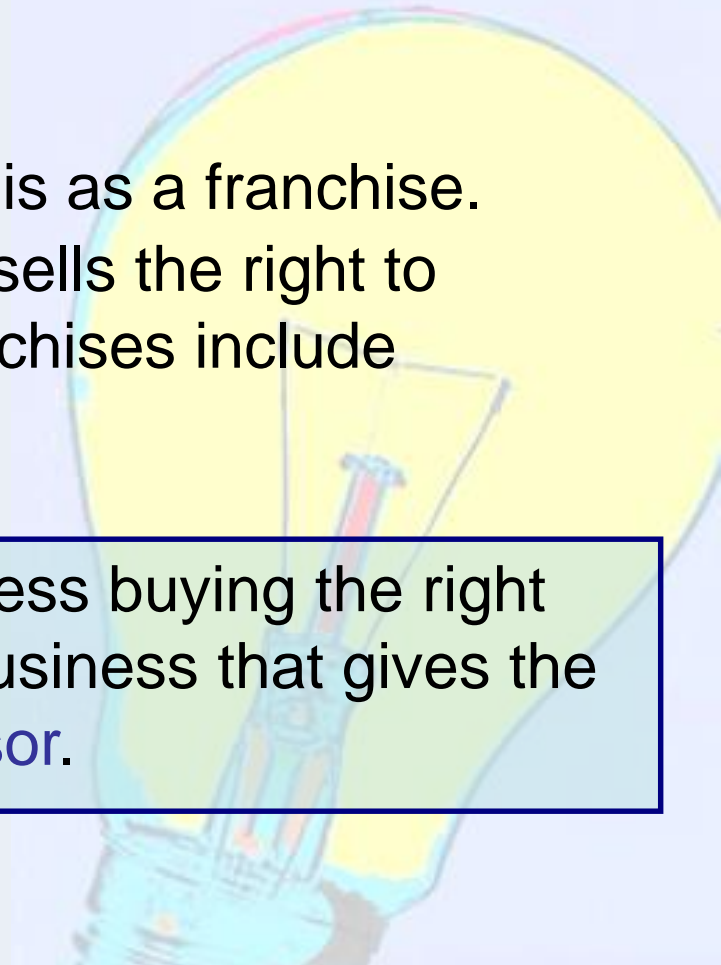 is as a franchise.
sells the right to
chises include
ess buying the right
usiness that gives the
sor.